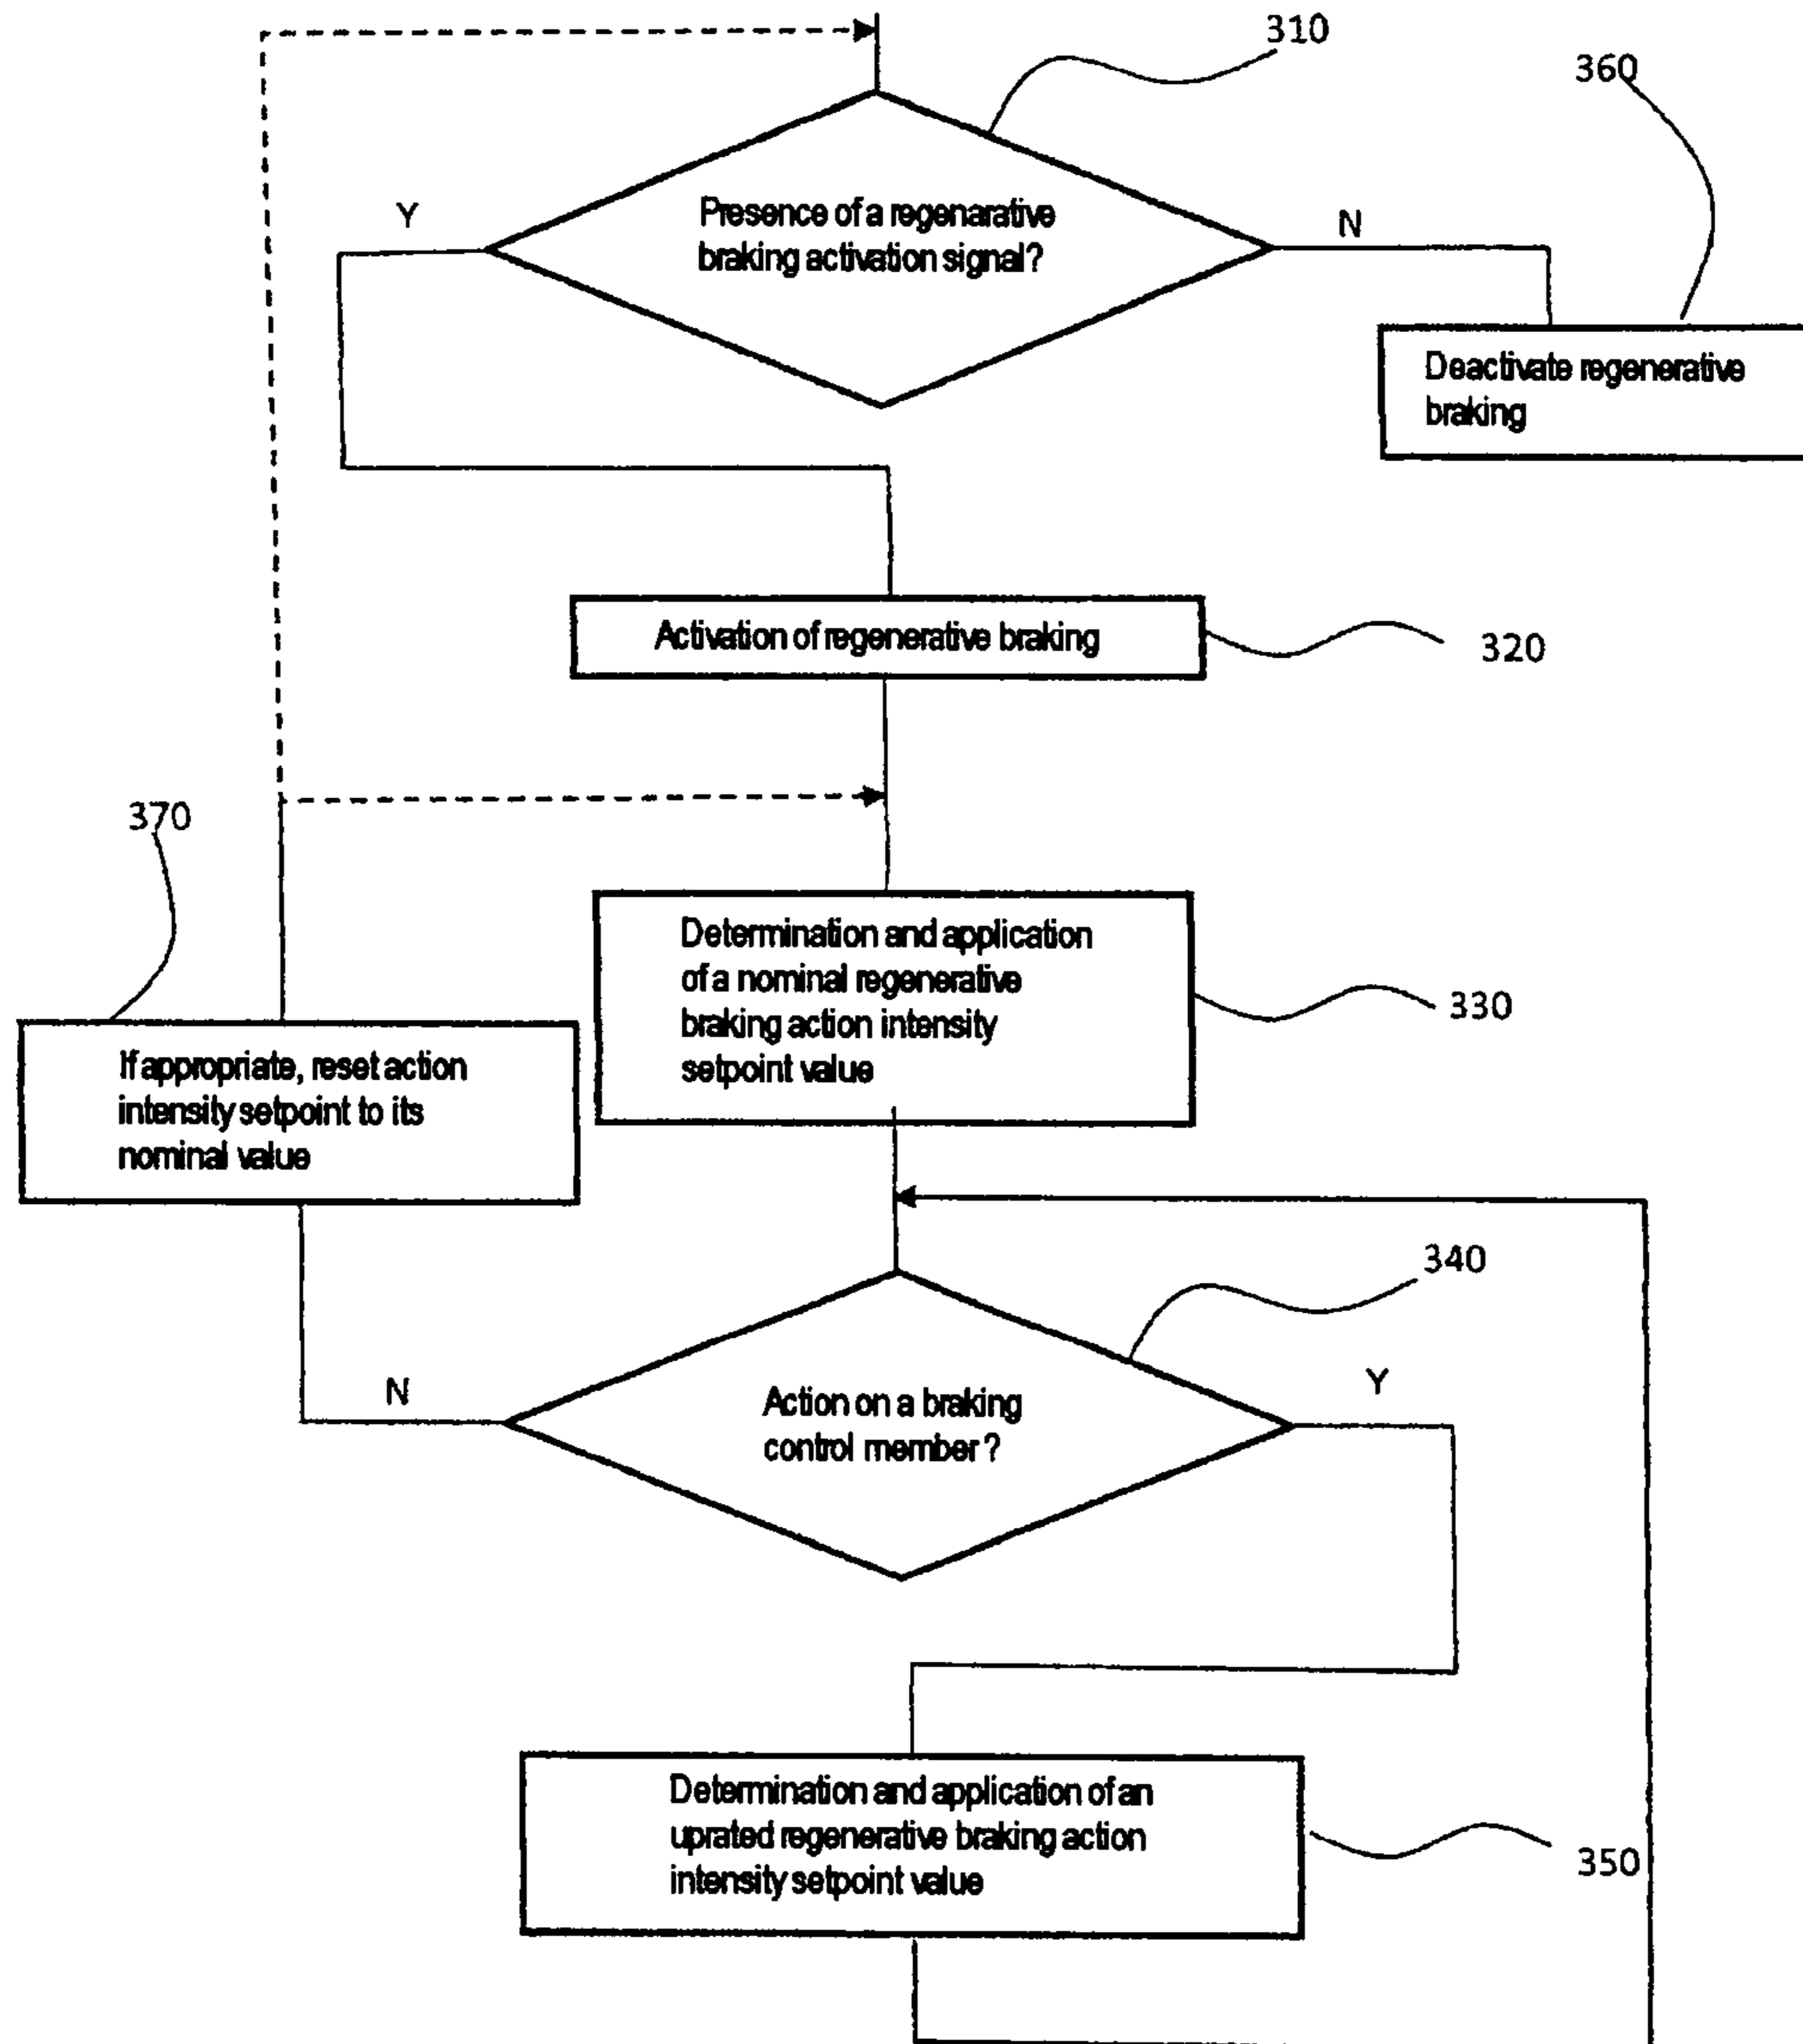 310
360
Y
Presence of a regenarative
braking activation signal?
N
Deactivate regenerative
braking
Activation of regenerative braking
320
370
Determination and application
of a nominal regenerative
braking action intensity
setpoint value
330
If appropriate, reset action
intensity setpoint to its
nominal value
340
N
Action on a braking
control member?
Y
Determination and application of an
uprated regenerative braking action
intensity setpoint value
350